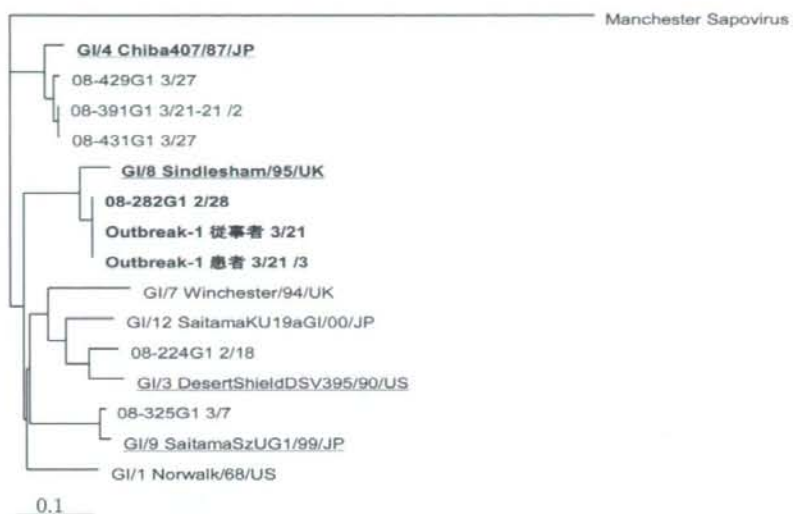 Manchester Sapovirus
GI/4 Chiba407/87/JP
08-429G1 3/27
08-391G1 3/21-21 /2
08-431G1 3/27
GI/8 Sindlesham/95/UK
08-282G1 2/28
Outbreak-1 従事者 3/21
Outbreak-1 患者 3/21 /3
GI/7 Winchester/94/UK
GI/12 SaitamaKU19aGI/00/JP
08-224G1 2/18
GI/3 DesertShieldDSV395/90/US
08-325G1 3/7
GI/9 SaitamaSzUG1/99/JP
GI/1 Norwalk/68/US
0.1